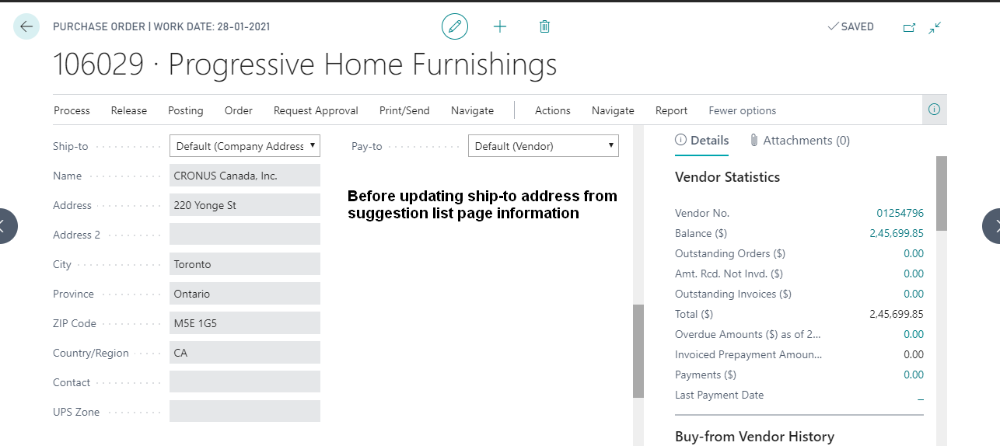 PURCHASE ORDER | WORK DATE: 28-01-2021
SAVED
106029 · Progressive Home Furnishings
Process Release Posting Order Request Approval Print/Send Navigate Actions Navigate Report Fewer options
Ship-to Default (Company Address
Name CRONUS Canada, Inc.
Address 220 Yonge St
Address 2
City Toronto
Province Ontario
ZIP Code M5E 1G5
Country/Region CA
Contact
UPS Zone
Pay-to Default (Vendor)
Before updating ship-to address from
suggestion list page information
Details Attachments (0)
Vendor Statistics
Vendor No. 01254796
Balance ($) 2,45,699.85
Outstanding Orders ($) 0.00
Amt. Rcd. Not Invd. ($) 0.00
Outstanding Invoices ($) 0.00
Total ($) 2,45,699.85
Overdue Amounts ($) as of 2... 0.00
Invoiced Prepayment Amoun... 0.00
Payments ($) 0.00
Last Payment Date _
Buy-from Vendor History